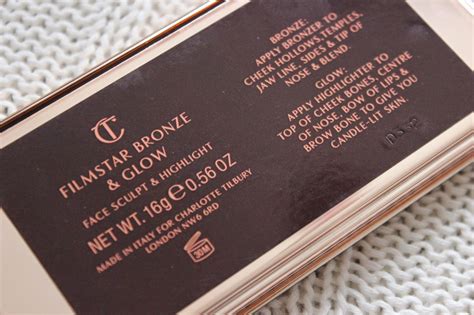 CT
FILMSTAR BRONZE
& GLOW
FACE SCULPT & HIGHLIGHT
NET WT. 16g e 0.56 OZ
MADE IN ITALY FOR CHARLOTTE TILBURY
LONDON NW6 6RD
30M
BRONZE:
APPLY BRONZER TO
CHEEK HOLLOWS, TEMPLES,
JAW LINE, SIDES & TIP OF
NOSE & BLEND.
GLOW:
APPLY HIGHLIGHTER TO
TOP OF CHEEK BONES, CENTRE
OF NOSE, BOW OF LIPS &
BROW BONE TO GIVE YOU
CANDLE-LIT SKIN.